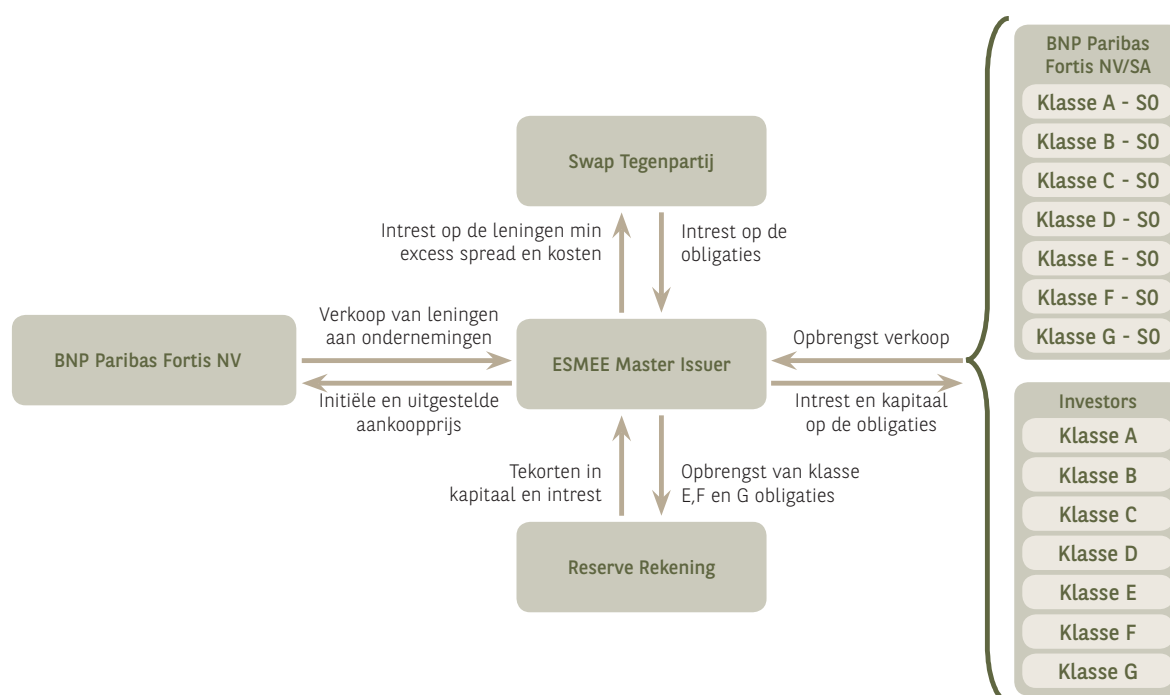 BNP Paribas
Fortis NV/SA
Klasse A - S0
Klasse B - S0
Klasse C - S0
Klasse D - S0
Klasse E - S0
Klasse F - S0
Klasse G - S0
Swap Tegenpartij
Intrest op de leningen min
excess spread en kosten
Intrest op de
obligaties
BNP Paribas Fortis NV
Verkoop van leningen
aan ondernemingen
Initiële en uitgestelde
aankoopprijs
ESMEE Master Issuer
Opbrengst verkoop
Intrest en kapitaal
op de obligaties
Tekorten in
kapitaal en intrest
Opbrengst van klasse
E,F en G obligaties
Reserve Rekening
Investors
Klasse A
Klasse B
Klasse C
Klasse D
Klasse E
Klasse F
Klasse G